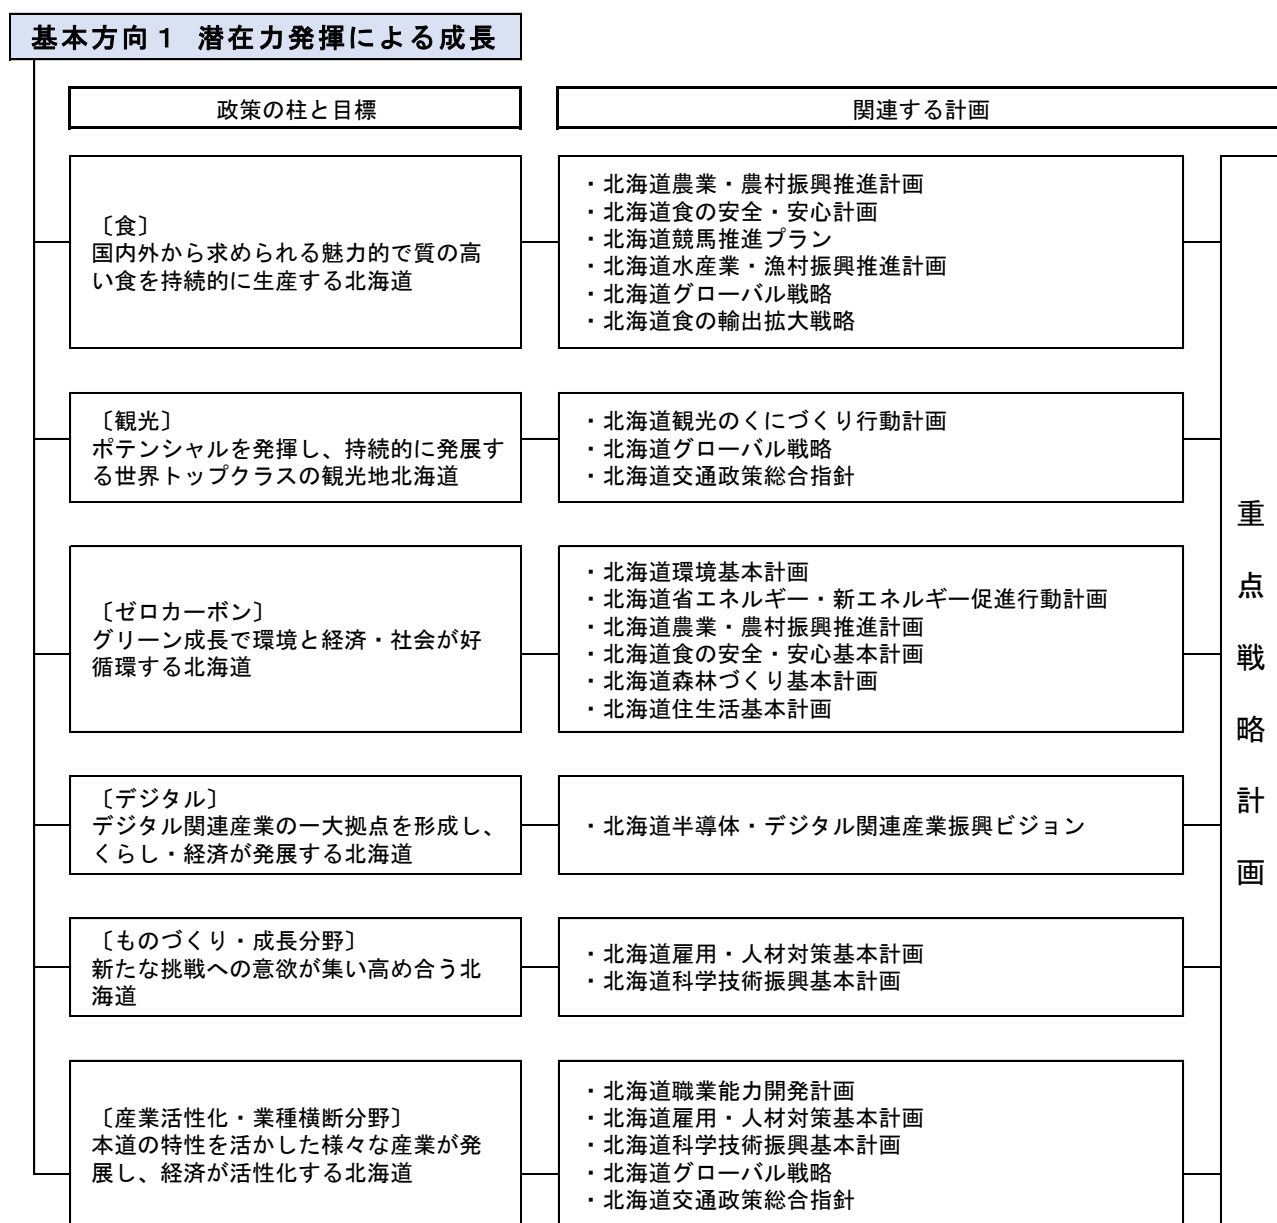 基本方向１ 潜在力発揮による成長
政策の柱と目標
関連する計画
〔食〕
国内外から求められる魅力的で質の高
い食を持続的に生産する北海道
・北海道農業・農村振興推進計画
・北海道食の安全・安心計画
・北海道競馬推進プラン
・北海道水産業・漁村振興推進計画
・北海道グローバル戦略
・北海道食の輸出拡大戦略
〔観光〕
ポテンシャルを発揮し、持続的に発展す
る世界トップクラスの観光地北海道
・北海道観光のくにづくり行動計画
・北海道グローバル戦略
・北海道交通政策総合指針
〔ゼロカーボン〕
グリーン成長で環境と経済・社会が好
循環する北海道
・北海道環境基本計画
・北海道省エネルギー・新エネルギー促進行動計画
・北海道農業・農村振興推進計画
・北海道食の安全・安心基本計画
・北海道森林づくり基本計画
・北海道住生活基本計画
〔デジタル〕
デジタル関連産業の一大拠点を形成し、
くらし・経済が発展する北海道
・北海道半導体・デジタル関連産業振興ビジョン
〔ものづくり・成長分野〕
新たな挑戦への意欲が集い高め合う北
海道
・北海道雇用・人材対策基本計画
・北海道科学技術振興基本計画
〔産業活性化・業種横断分野〕
本道の特性を活かした様々な産業が発
展し、経済が活性化する北海道
・北海道職業能力開発計画
・北海道雇用・人材対策基本計画
・北海道科学技術振興基本計画
・北海道グローバル戦略
・北海道交通政策総合指針
重点戦略計画